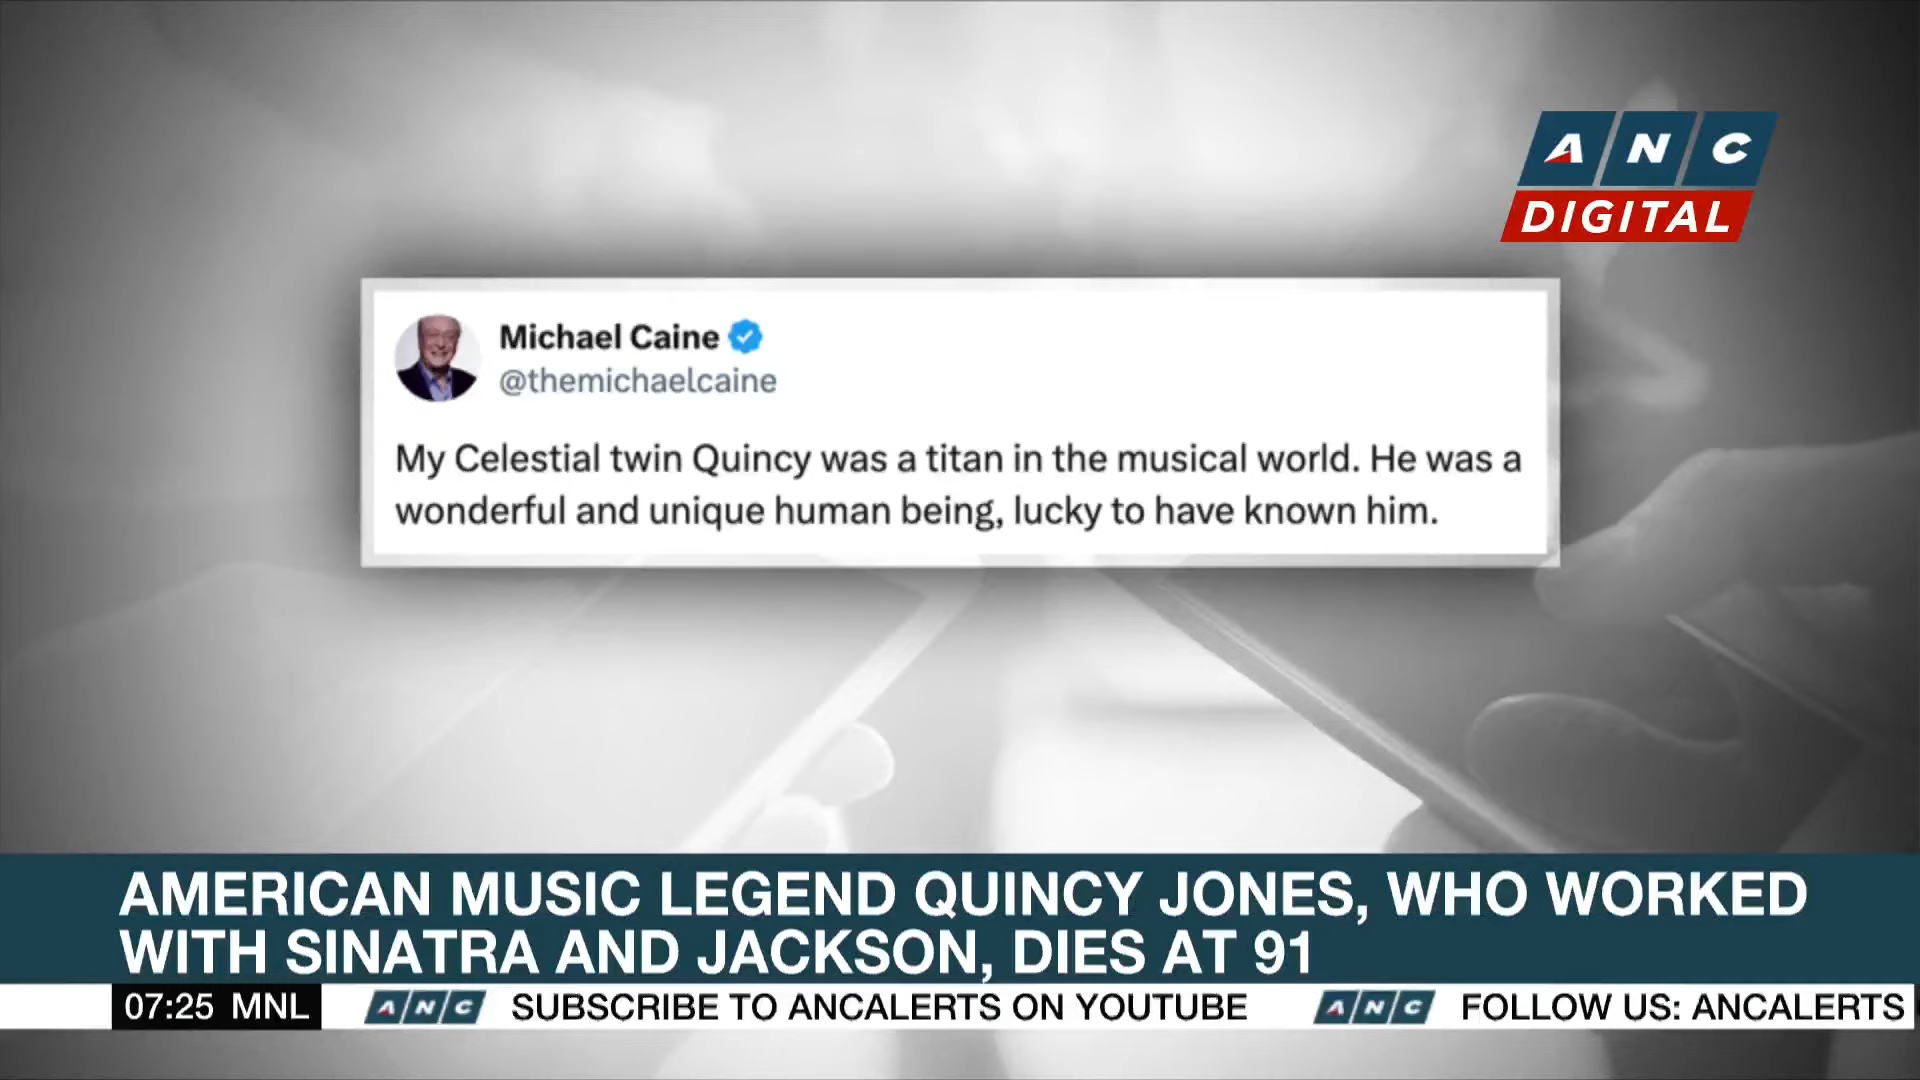 ANC
DIGITAL
Michael Caine
@themichaelcaine
My Celestial twin Quincy was a titan in the musical world. He was a
wonderful and unique human being, lucky to have known him.
AMERICAN MUSIC LEGEND QUINCY JONES, WHO WORKED
WITH SINATRA AND JACKSON, DIES AT 91
07:25 MNL ANC SUBSCRIBE TO ANCALERTS ON YOUTUBE ANC FOLLOW US: ANCALERTS